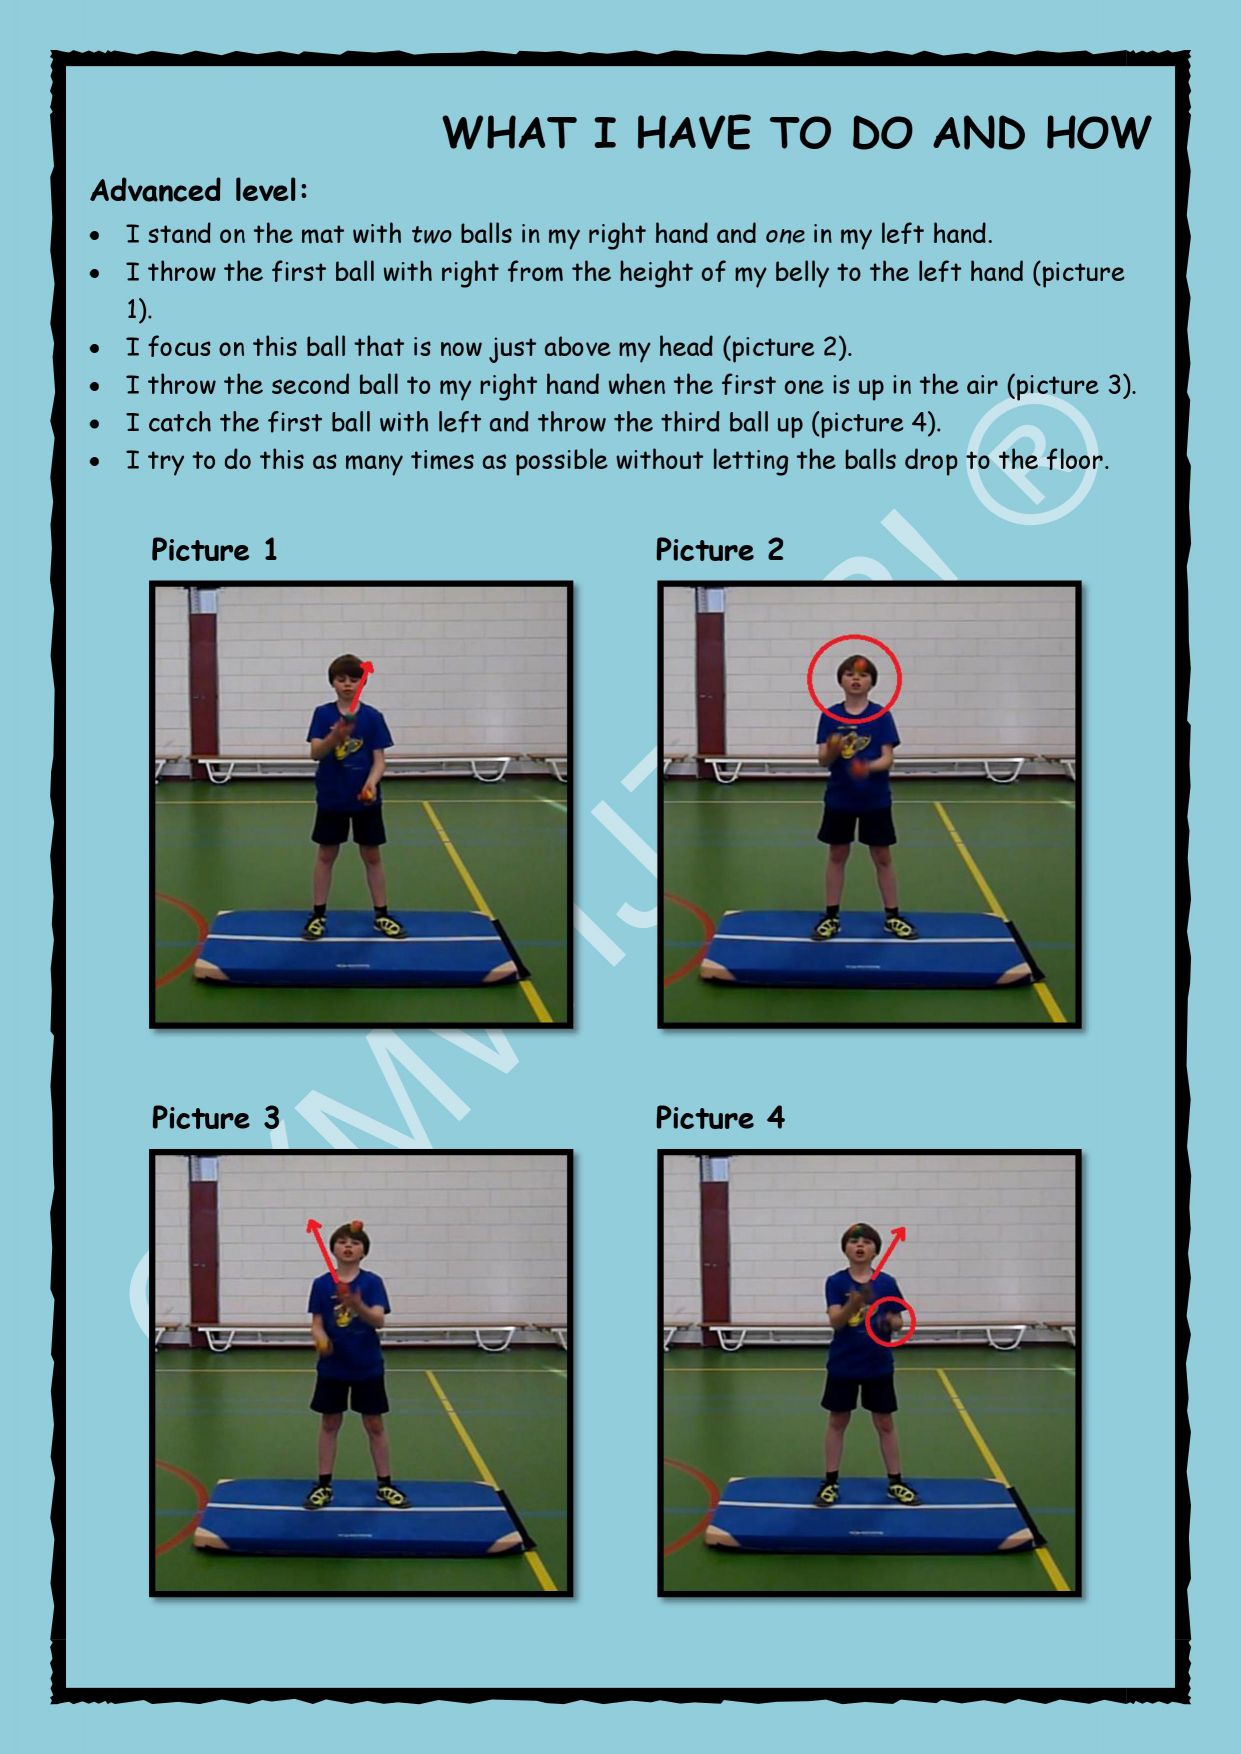 WHAT I HAVE TO DO AND HOW
Advanced level:
• I stand on the mat with two balls in my right hand and one in my left hand.
• I throw the first ball with right from the height of my belly to the left hand (picture
1).
• I focus on this ball that is now just above my head (picture 2).
• I throw the second ball to my right hand when the first one is up in the air (picture 3).
• I catch the first ball with left and throw the third ball up (picture 4).
• I try to do this as many times as possible without letting the balls drop to the floor.
Picture 1
Picture 2
Picture 3
Picture 4